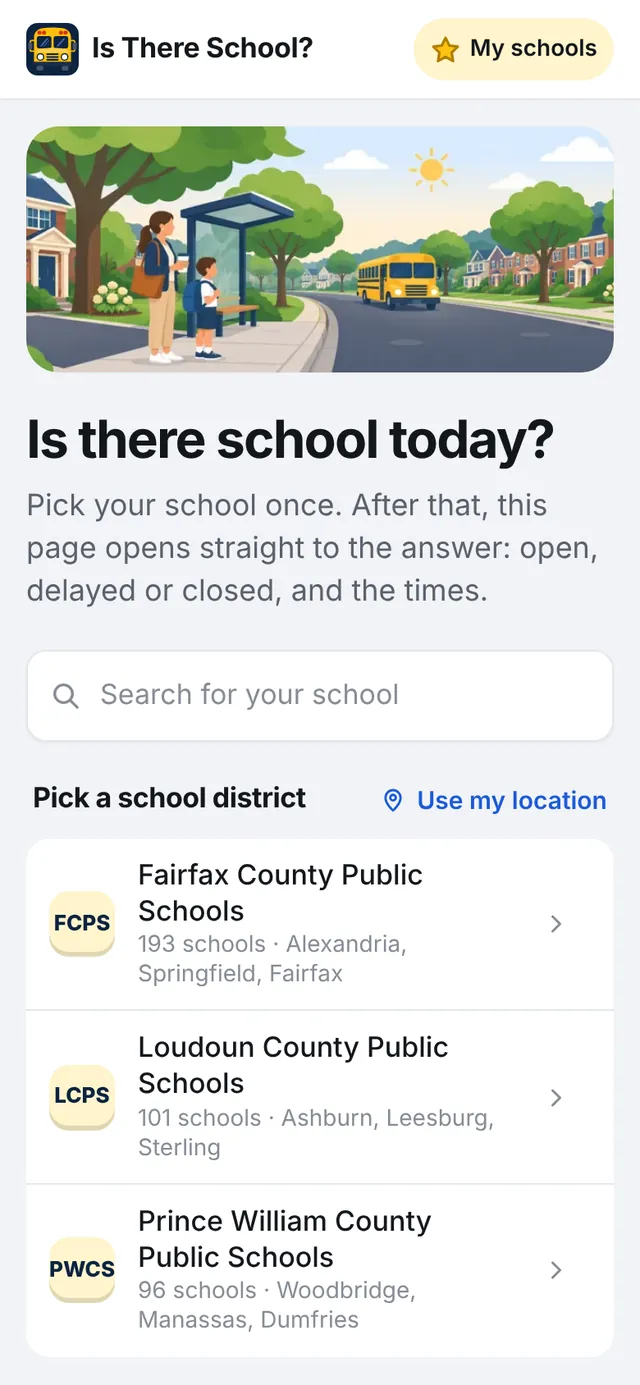 Is There School?
My schools
Is there school today?
Pick your school once. After that, this
page opens straight to the answer: open,
delayed or closed, and the times.
Search for your school
Pick a school district
Use my location
FCPS
Fairfax County Public
Schools
193 schools · Alexandria,
Springfield, Fairfax
LCPS
Loudoun County Public
Schools
101 schools · Ashburn, Leesburg,
Sterling
PWCS
Prince William County
Public Schools
96 schools · Woodbridge,
Manassas, Dumfries